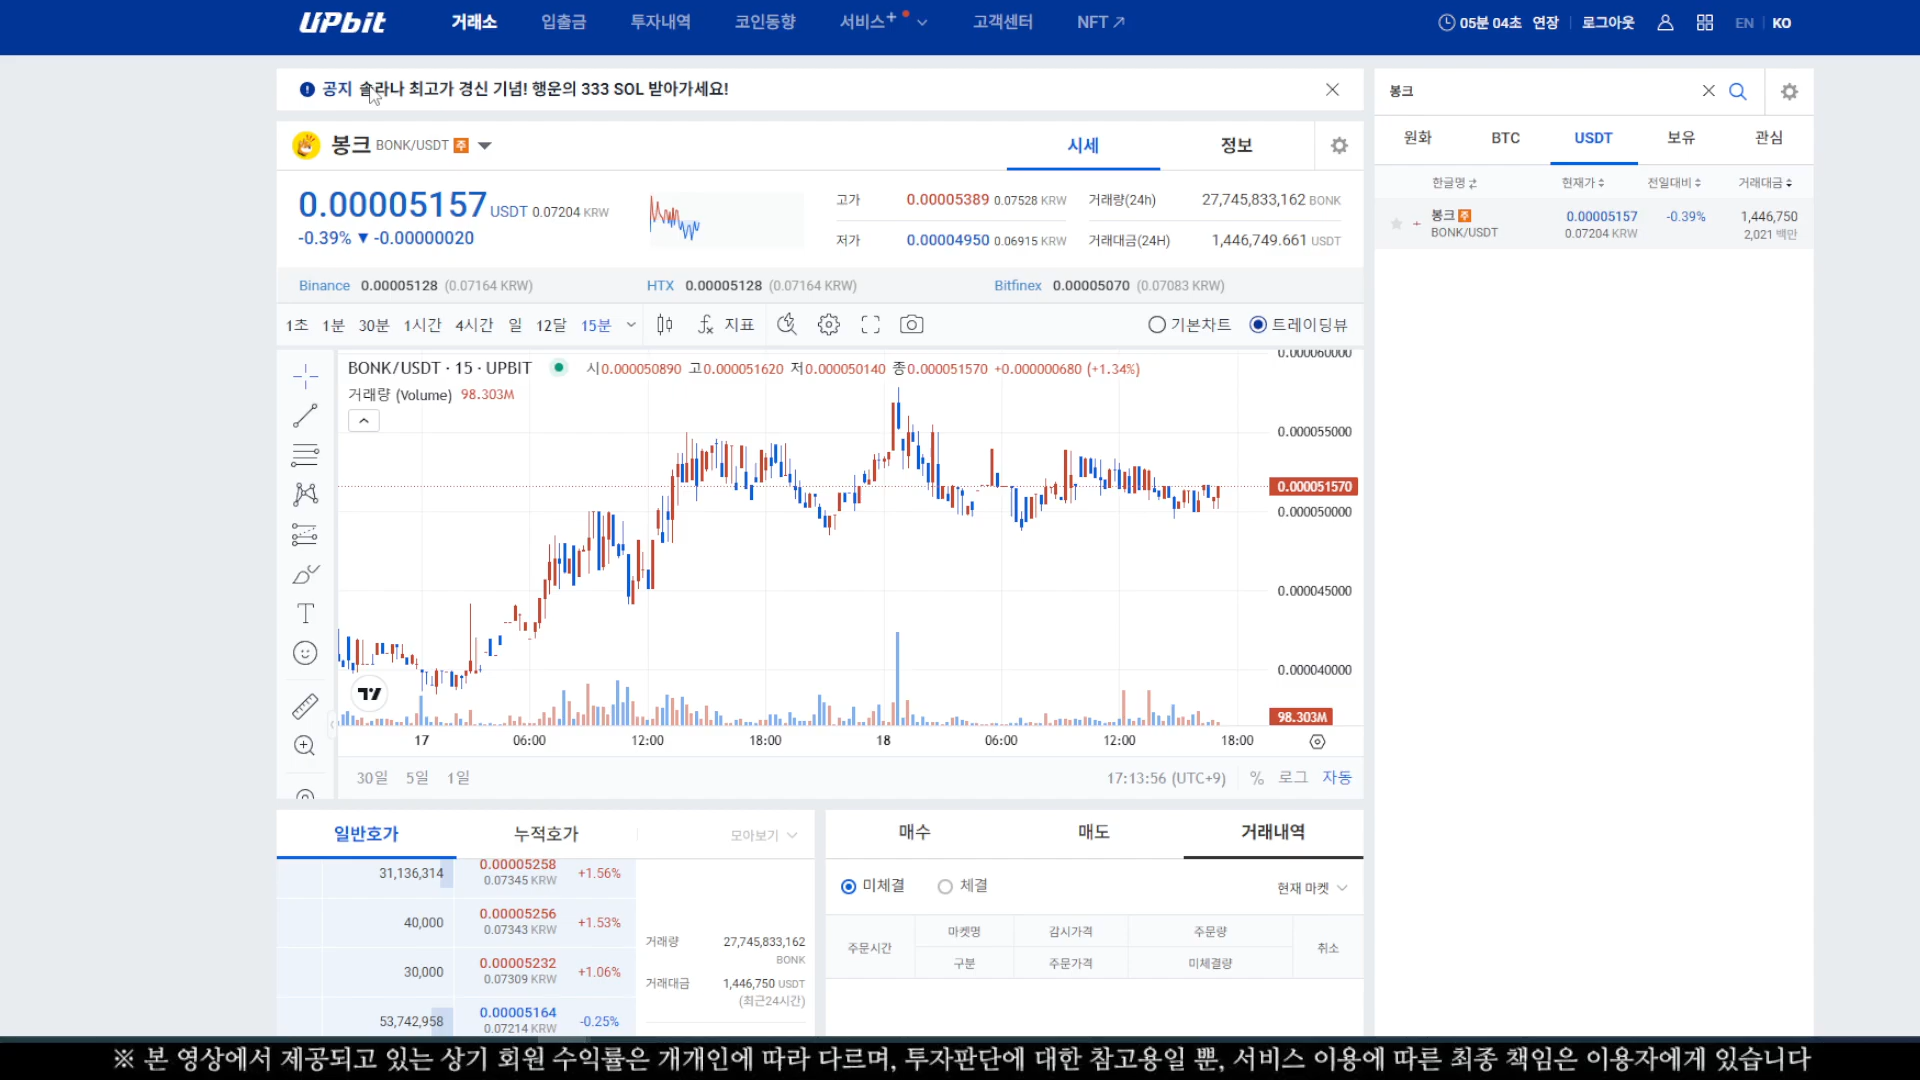 UPbit 거래소 입출금 투자내역 코인동향 서비스+ 고객센터 NFT 05분 04초 연장 로그아웃 EN KO
공지 솔라나 최고가 경신 기념! 행운의 333 SOL 받아가세요!
봉크
봉크 BONK/USDT 주 시세 정보
원화 BTC USDT 보유 관심
한글명 현재가 전일대비 거래대금
봉크 주 0.00005157 -0.39% 1,446,750
BONK/USDT 0.07204 KRW 2,021 백만
0.00005157 USDT 0.07204 KRW
-0.39% ▼ -0.00000020
고가 0.00005389 0.07528 KRW 거래량(24h) 27,745,833,162 BONK
저가 0.00004950 0.06915 KRW 거래대금(24H) 1,446,749.661 USDT
Binance 0.00005128 (0.07164 KRW) HTX 0.00005128 (0.07164 KRW) Bitfinex 0.00005070 (0.07083 KRW)
1초 1분 30분 1시간 4시간 일 12달 15분 지표 기본차트 트레이딩뷰
BONK/USDT · 15 · UPBIT 시0.000050890 고0.000051620 저0.000050140 종0.000051570 +0.000000680 (+1.34%)
거래량 (Volume) 98.303M
0.000060000
0.000055000
0.000051570
0.000050000
0.000045000
0.000040000
98.303M
17 06:00 12:00 18:00 18 06:00 12:00 18:00
30일 5일 1일 17:13:56 (UTC+9) % 로그 자동
일반호가 누적호가 모아보기
31,136,314 0.00005258 +1.56%
0.07345 KRW
40,000 0.00005256 +1.53%
0.07343 KRW
30,000 0.00005232 +1.06%
0.07309 KRW
53,742,958 0.00005164 -0.25%
0.07214 KRW
거래량 27,745,833,162
BONK
거래대금 1,446,750 USDT
(최근24시간)
매수 매도 거래내역
미체결 체결 현재 마켓
주문시간 마켓명 감시가격 주문량 취소
구분 주문가격 미체결량
※ 본 영상에서 제공되고 있는 상기 회원 수익률은 개개인에 따라 다르며, 투자판단에 대한 참고용일 뿐, 서비스 이용에 따른 최종 책임은 이용자에게 있습니다